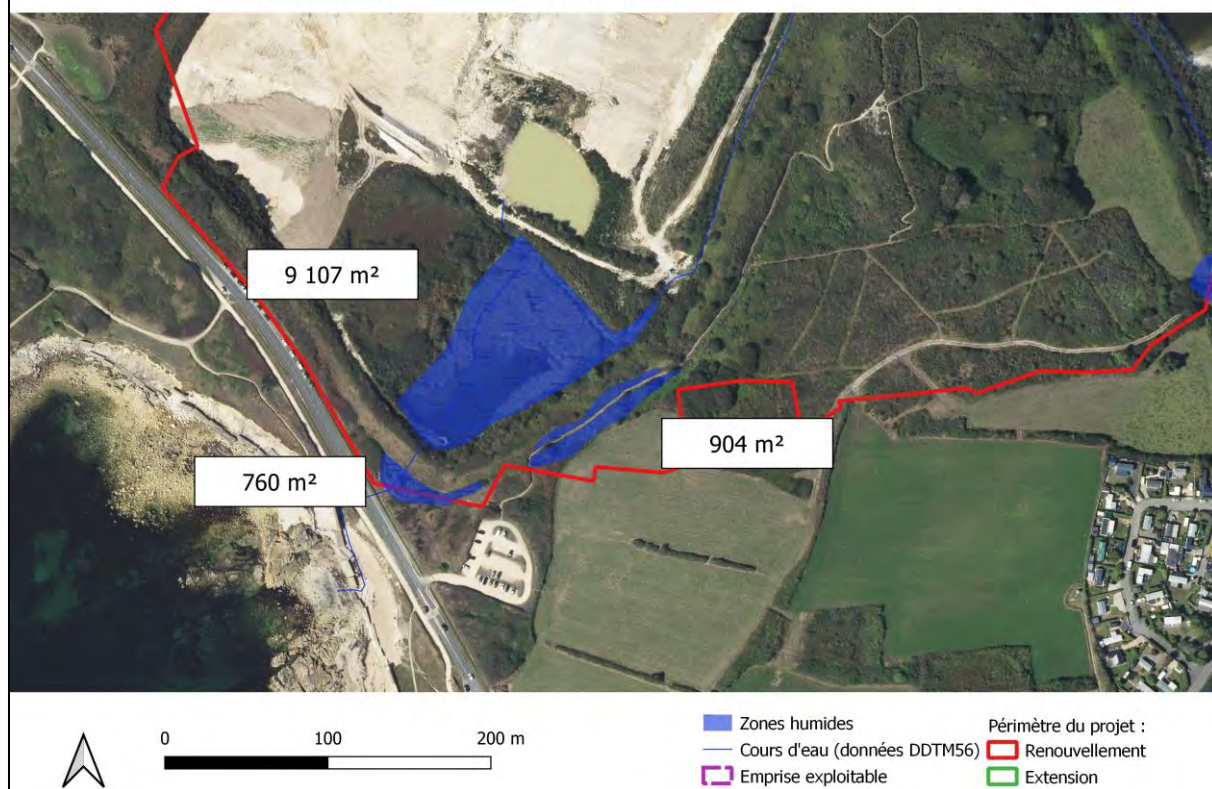 9 107 m²
904 m²
760 m²
0 100 200 m
Zones humides
Cours d'eau (données DDTM56)
Emprise exploitable
Périmètre du projet :
Renouvellement
Extension